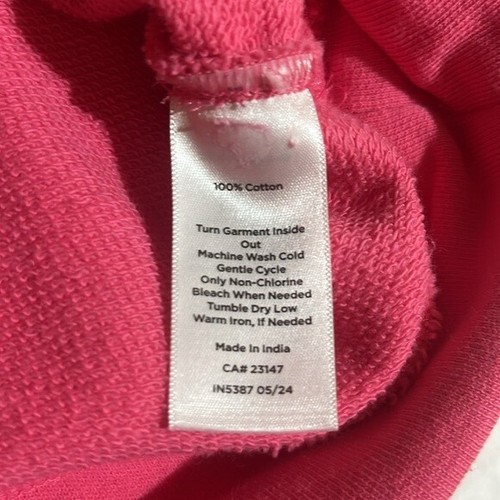 100% Cotton
Turn Garment Inside
Out
Machine Wash Cold
Gentle Cycle
Only Non-Chlorine
Bleach When Needed
Tumble Dry Low
Warm Iron, If Needed
Made In India
CA# 23147
IN5387 05/24